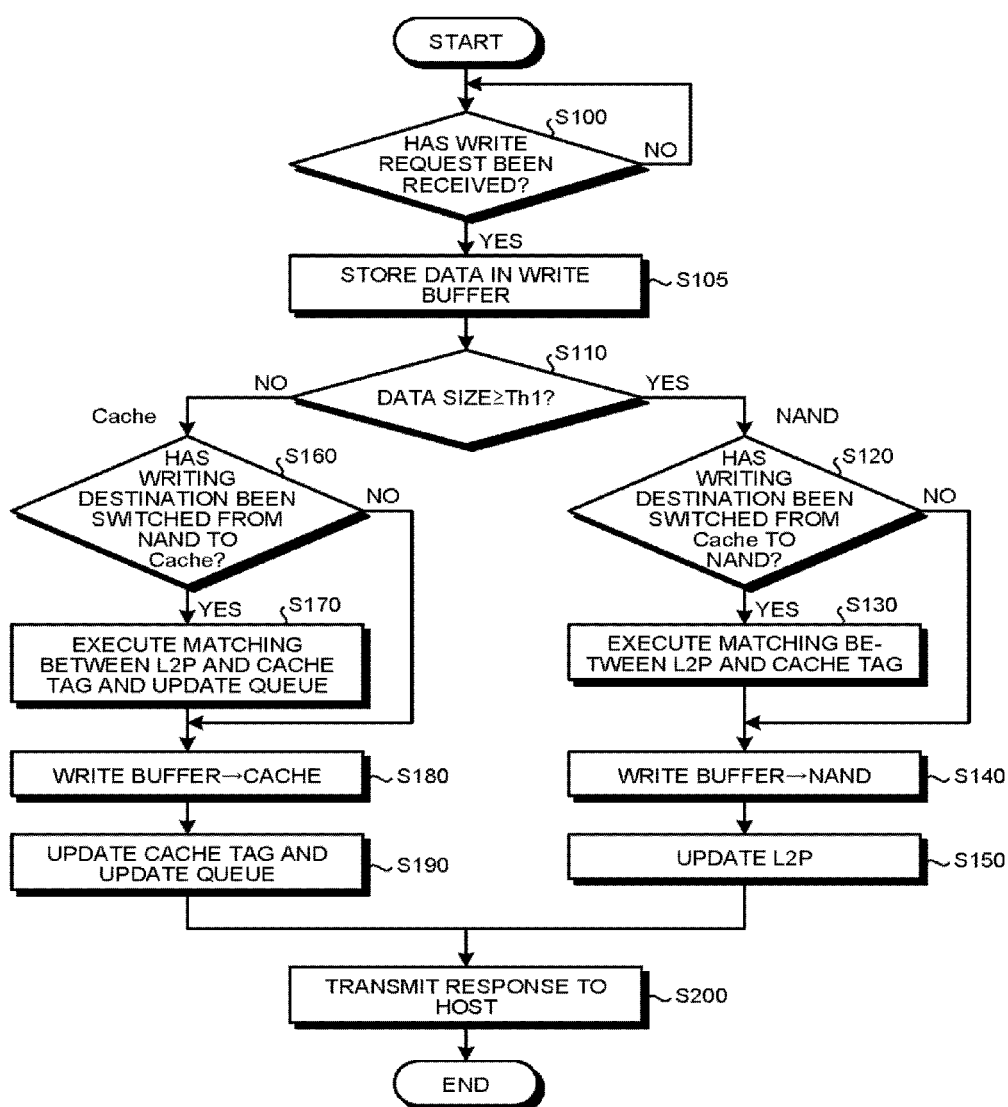 START
S100
HAS WRITE
REQUEST BEEN
RECEIVED?
NO
YES
STORE DATA IN WRITE
BUFFER
S105
S110
NO
DATA SIZE≥Th1?
YES
Cache
NAND
S160
HAS
WRITING
DESTINATION BEEN
SWITCHED FROM
NAND TO
Cache?
NO
S120
HAS
WRITING
DESTINATION BEEN
SWITCHED FROM
Cache TO
NAND?
NO
YES
S170
EXECUTE MATCHING
BETWEEN L2P AND CACHE
TAG AND UPDATE QUEUE
YES
S130
EXECUTE MATCHING BE-
TWEEN L2P AND CACHE TAG
WRITE BUFFER→CACHE
S180
WRITE BUFFER→NAND
S140
UPDATE CACHE TAG AND
UPDATE QUEUE
S190
UPDATE L2P
S150
TRANSMIT RESPONSE TO
HOST
S200
END